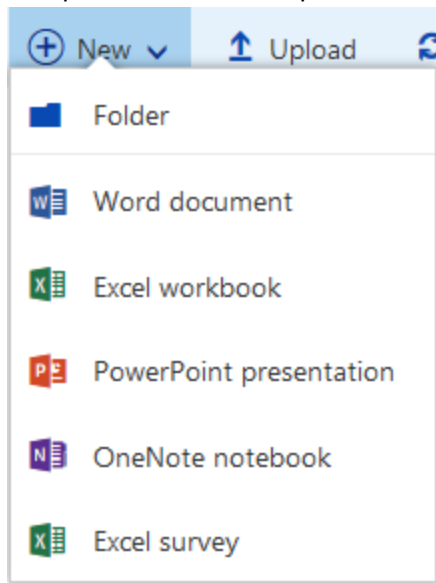 New
Upload
Folder
Word document
Excel workbook
PowerPoint presentation
OneNote notebook
Excel survey